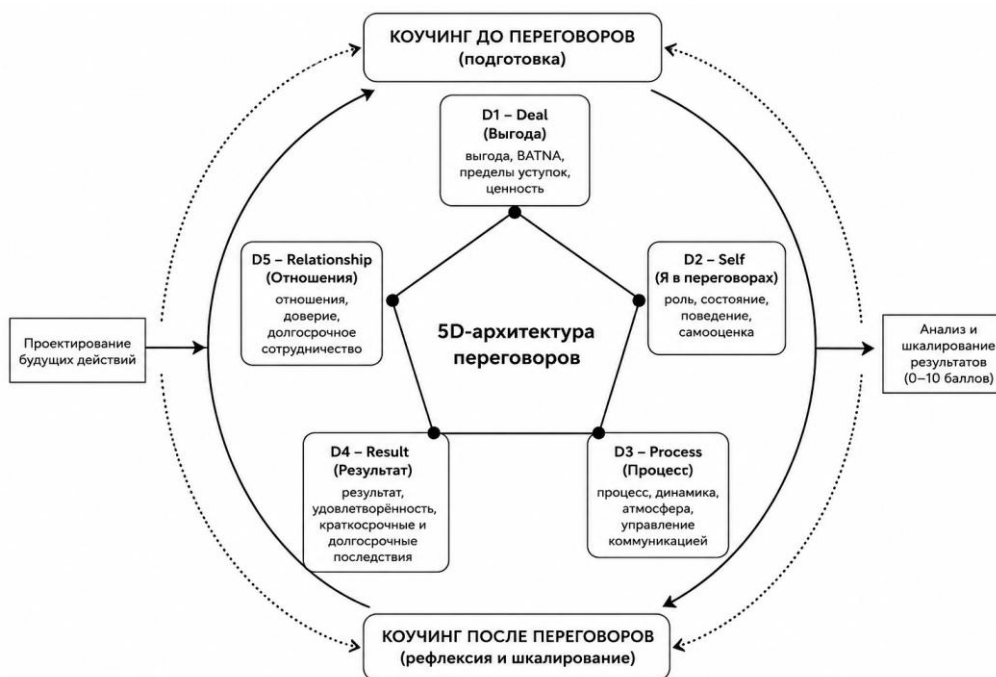 КОУЧИНГ ДО ПЕРЕГОВОРОВ
(подготовка)
D1 – Deal
(Выгода)
выгода, BATNA,
пределы уступок,
ценность
D5 – Relationship
(Отношения)
отношения,
доверие,
долгосрочное
сотрудничество
D2 – Self
(Я в переговорах)
роль, состояние,
поведение,
самооценка
5D-архитектура
переговоров
Проектирование
будущих действий
Анализ и
шкалирование
результатов
(0–10 баллов)
D4 – Result
(Результат)
результат,
удовлетворённость,
краткосрочные и
долгосрочные
последствия
D3 – Process
(Процесс)
процесс, динамика,
атмосфера,
управление
коммуникацией
КОУЧИНГ ПОСЛЕ ПЕРЕГОВОРОВ
(рефлексия и шкалирование)